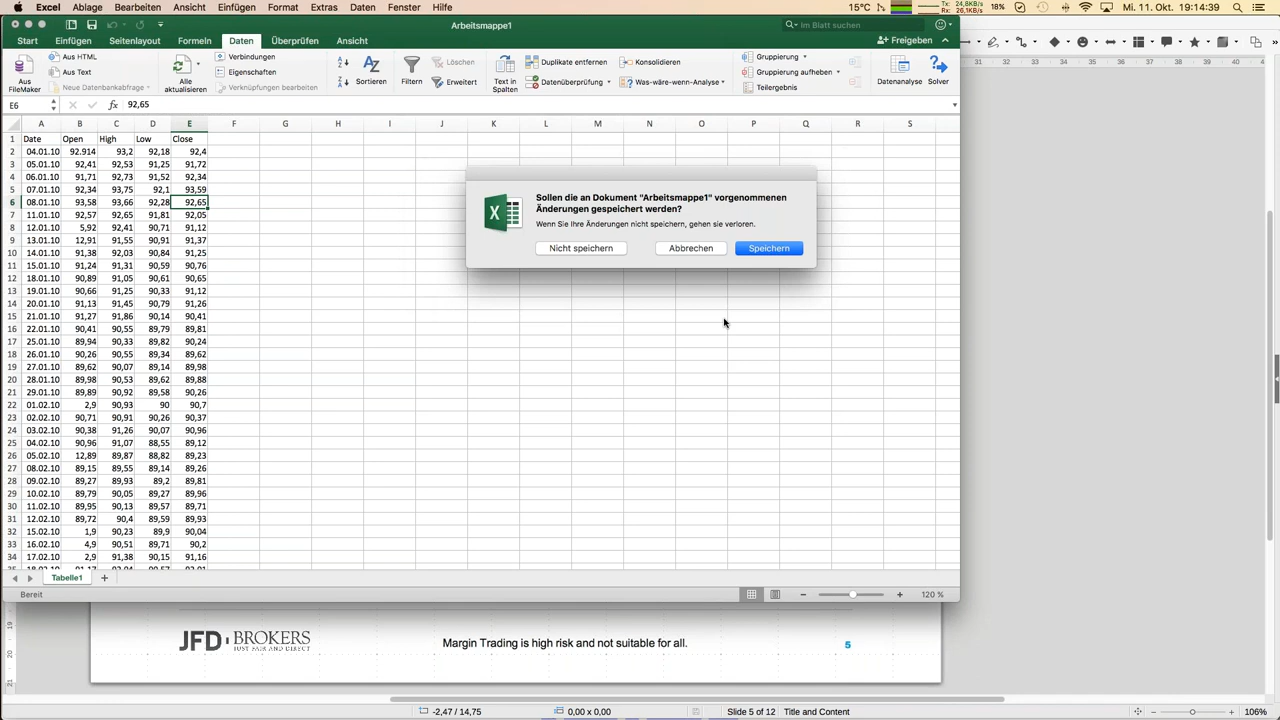 Excel Ablage Bearbeiten Ansicht Einfügen Format Extras Daten Fenster Hilfe 15°C Tx: 24,8KB/s Rx: 26,1KB/s 18% Mi. 11. Okt. 19:14:39
Arbeitsmappe1
Im Blatt suchen
Start Einfügen Seitenlayout Formeln Daten Überprüfen Ansicht Freigeben
Aus FileMaker
Aus HTML
Aus Text
Neue Datenbankabfrage
Alle aktualisieren
Verbindungen
Eigenschaften
Verknüpfungen bearbeiten
Sortieren
Filtern
Löschen
Erweitert
Text in Spalten
Duplikate entfernen
Datenüberprüfung
Konsolidieren
Was-wäre-wenn-Analyse
Gruppierung
Gruppierung aufheben
Teilergebnis
Datenanalyse
Solver
E6 fx 92,65
31 32 33 34 35 36 37 38 39 40 4
A B C D E F G H I J K L M N O P Q R S
1 Date Open High Low Close
2 04.01.10 92.914 93,2 92,18 92,4
3 05.01.10 92,41 92,53 91,25 91,72
4 06.01.10 91,71 92,73 91,52 92,34
5 07.01.10 92,34 93,75 92,1 93,59
6 08.01.10 93,58 93,66 92,28 92,65
7 11.01.10 92,57 92,65 91,81 92,05
8 12.01.10 5,92 92,41 90,71 91,12
9 13.01.10 12,91 91,55 90,91 91,37
10 14.01.10 91,38 92,03 90,84 91,25
11 15.01.10 91,24 91,31 90,59 90,76
12 18.01.10 90,89 91,05 90,61 90,65
13 19.01.10 90,66 91,25 90,33 91,12
14 20.01.10 91,13 91,45 90,79 91,26
15 21.01.10 91,27 91,86 90,14 90,41
16 22.01.10 90,41 90,55 89,79 89,81
17 25.01.10 89,94 90,33 89,82 90,24
18 26.01.10 90,26 90,55 89,34 89,62
19 27.01.10 89,62 90,07 89,14 89,98
20 28.01.10 89,98 90,53 89,62 89,88
21 29.01.10 89,89 90,92 89,58 90,26
22 01.02.10 2,9 90,93 90 90,7
23 02.02.10 90,71 90,91 90,26 90,37
24 03.02.10 90,38 91,26 90,07 90,96
25 04.02.10 90,96 91,07 88,55 89,12
26 05.02.10 12,89 89,87 88,82 89,23
27 08.02.10 89,15 89,55 89,14 89,26
28 09.02.10 89,27 89,93 89,2 89,81
29 10.02.10 89,79 90,05 89,27 89,96
30 11.02.10 89,95 90,13 89,57 89,71
31 12.02.10 89,72 90,4 89,59 89,93
32 15.02.10 1,9 90,23 89,9 90,04
33 16.02.10 4,9 90,51 89,71 90,2
34 17.02.10 2,9 91,38 90,15 91,16
Sollen die an Dokument "Arbeitsmappe1" vorgenommenen
Änderungen gespeichert werden?
Wenn Sie Ihre Änderungen nicht speichern, gehen sie verloren.
Nicht speichern Abbrechen Speichern
Tabelle1
Bereit 120 %
19
20
21
JFD BROKERS
JUST FAIR AND DIRECT
Margin Trading is high risk and not suitable for all.
5
-2,47 / 14,75 0,00 x 0,00 Slide 5 of 12 Title and Content 106%